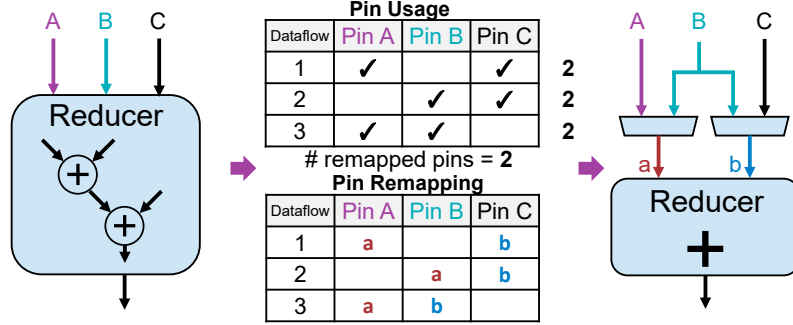 A B C
Reducer
+
+
Pin Usage
Dataflow Pin A Pin B Pin C
1 ✓ ✓ 2
2 ✓ ✓ 2
3 ✓ ✓ 2
# remapped pins = 2
Pin Remapping
Dataflow Pin A Pin B Pin C
1 a b
2 a b
3 a b
A B C
a b
Reducer
+